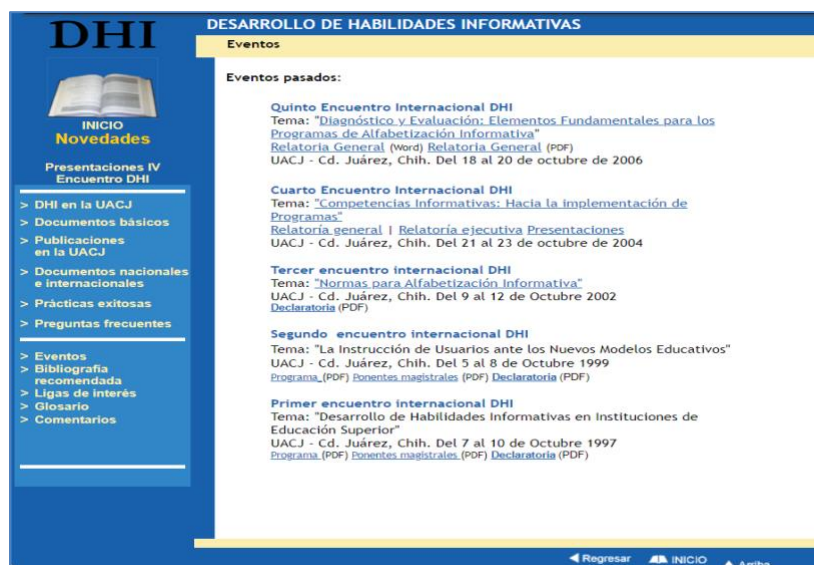 DHI
DESARROLLO DE HABILIDADES INFORMATIVAS
Eventos
INICIO
Novedades
Presentaciones IV
Encuentro DHI
> DHI en la UACJ
> Documentos básicos
> Publicaciones
en la UACJ
> Documentos nacionales
e internacionales
> Prácticas exitosas
> Preguntas frecuentes
> Eventos
> Bibliografía
recomendada
> Ligas de interés
> Glosario
> Comentarios
Eventos pasados:
Quinto Encuentro Internacional DHI
Tema: "Diagnóstico y Evaluación: Elementos Fundamentales para los
Programas de Alfabetización Informativa"
Relatoria General (Word) Relatoria General (PDF)
UACJ - Cd. Juárez, Chih. Del 18 al 20 de octubre de 2006
Cuarto Encuentro Internacional DHI
Tema: "Competencias Informativas: Hacia la implementación de
Programas"
Relatoría general | Relatoría ejecutiva Presentaciones
UACJ - Cd. Juárez, Chih. Del 21 al 23 de octubre de 2004
Tercer encuentro internacional DHI
Tema: "Normas para Alfabetización Informativa"
UACJ - Cd. Juárez, Chih. Del 9 al 12 de Octubre 2002
Declaratoria (PDF)
Segundo encuentro internacional DHI
Tema: "La Instrucción de Usuarios ante los Nuevos Modelos Educativos"
UACJ - Cd. Juárez, Chih. Del 5 al 8 de Octubre 1999
Programa (PDF) Ponentes magistrales (PDF) Declaratoria (PDF)
Primer encuentro internacional DHI
Tema: "Desarrollo de Habilidades Informativas en Instituciones de
Educación Superior"
UACJ - Cd. Juárez, Chih. Del 7 al 10 de Octubre 1997
Programa (PDF) Ponentes magistrales (PDF) Declaratoria (PDF)
Regresar INICIO Arriba